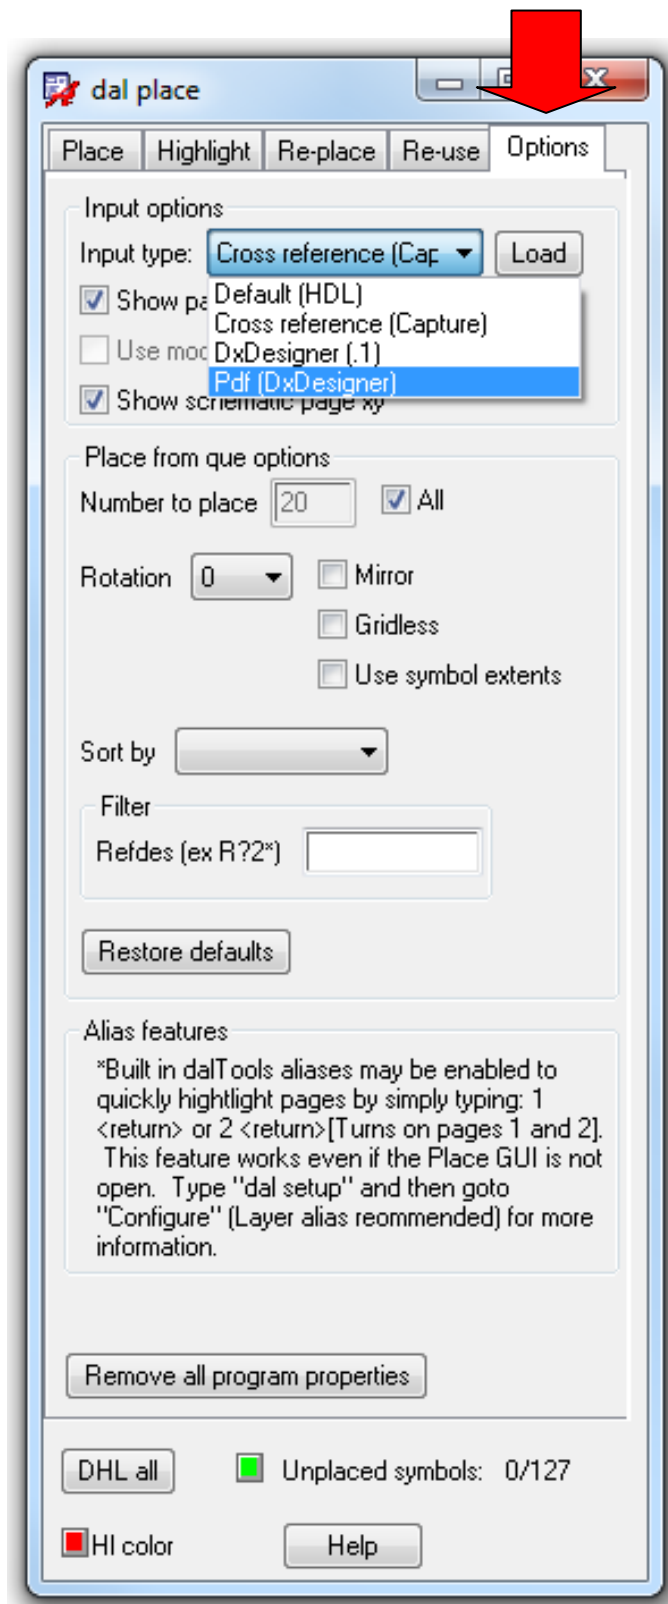 dal place
Place Highlight Re-place Re-use Options
Input options
Input type: Cross reference (Cap Load
Show pa
Default (HDL)
Cross reference (Capture)
Use mod
DxDesigner (.1)
Pdf (DxDesigner)
Show schematic page xy
Place from que options
Number to place 20 All
Rotation 0 Mirror
Gridless
Use symbol extents
Sort by
Filter
Refdes (ex R?2*)
Restore defaults
Alias features
*Built in dalTools aliases may be enabled to
quickly hightlight pages by simply typing: 1
<return> or 2 <return>[Turns on pages 1 and 2].
This feature works even if the Place GUI is not
open. Type "dal setup" and then goto
"Configure" (Layer alias reommended) for more
information.
Remove all program properties
DHL all Unplaced symbols: 0/127
HI color Help